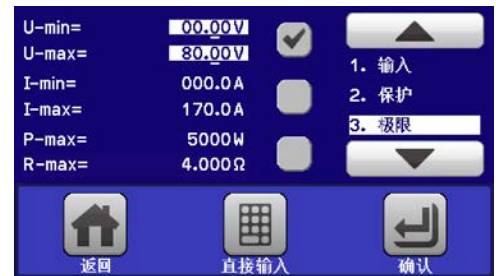 U-min= 00.00V
U-max= 80.00V
I-min= 000.0A
I-max= 170.0A
P-max= 5000W
R-max= 4.000Ω
1. 输入
2. 保护
3. 极限
返回
直接输入
确认